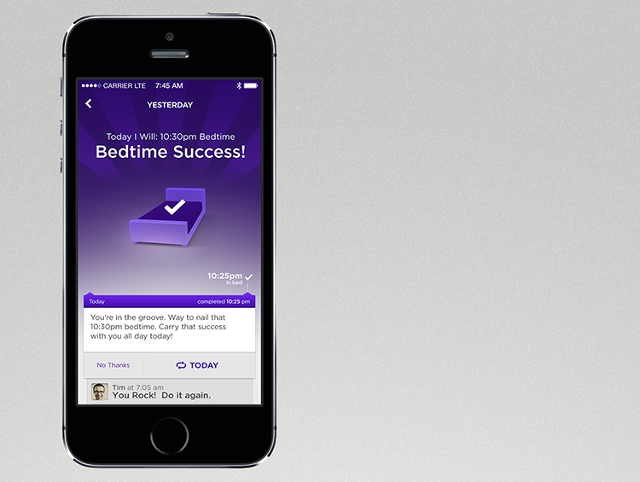 CARRIER LTE 7:45 AM
YESTERDAY
Today I Will: 10:30pm Bedtime
Bedtime Success!
10:25pm
in bed
Today completed 10:25 pm
You're in the groove. Way to nail that
10:30pm bedtime. Carry that success
with you all day today!
No Thanks TODAY
Tim at 7:05 am
You Rock! Do it again.